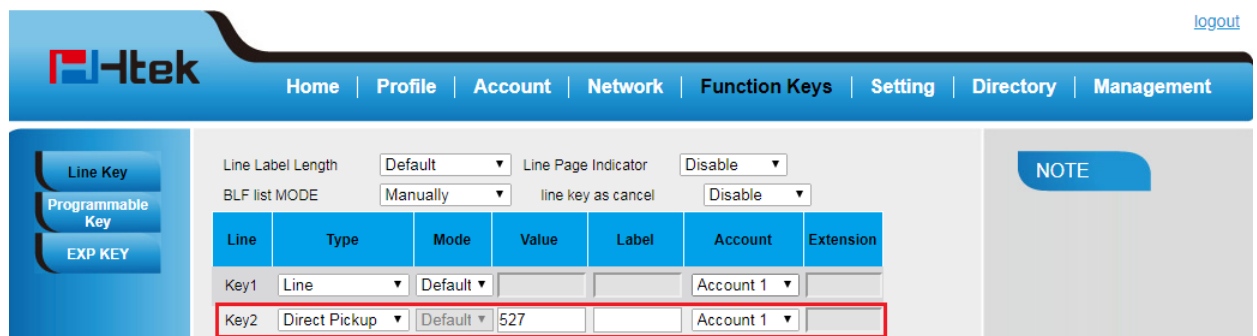 logout
Htek
Home Profile Account Network Function Keys Setting Directory Management
Line Key
Programmable Key
EXP KEY
Line Label Length Default Line Page Indicator Disable
BLF list MODE Manually line key as cancel Disable
Line Type Mode Value Label Account Extension
Key1 Line Default Account 1
Key2 Direct Pickup Default 527 Account 1
NOTE